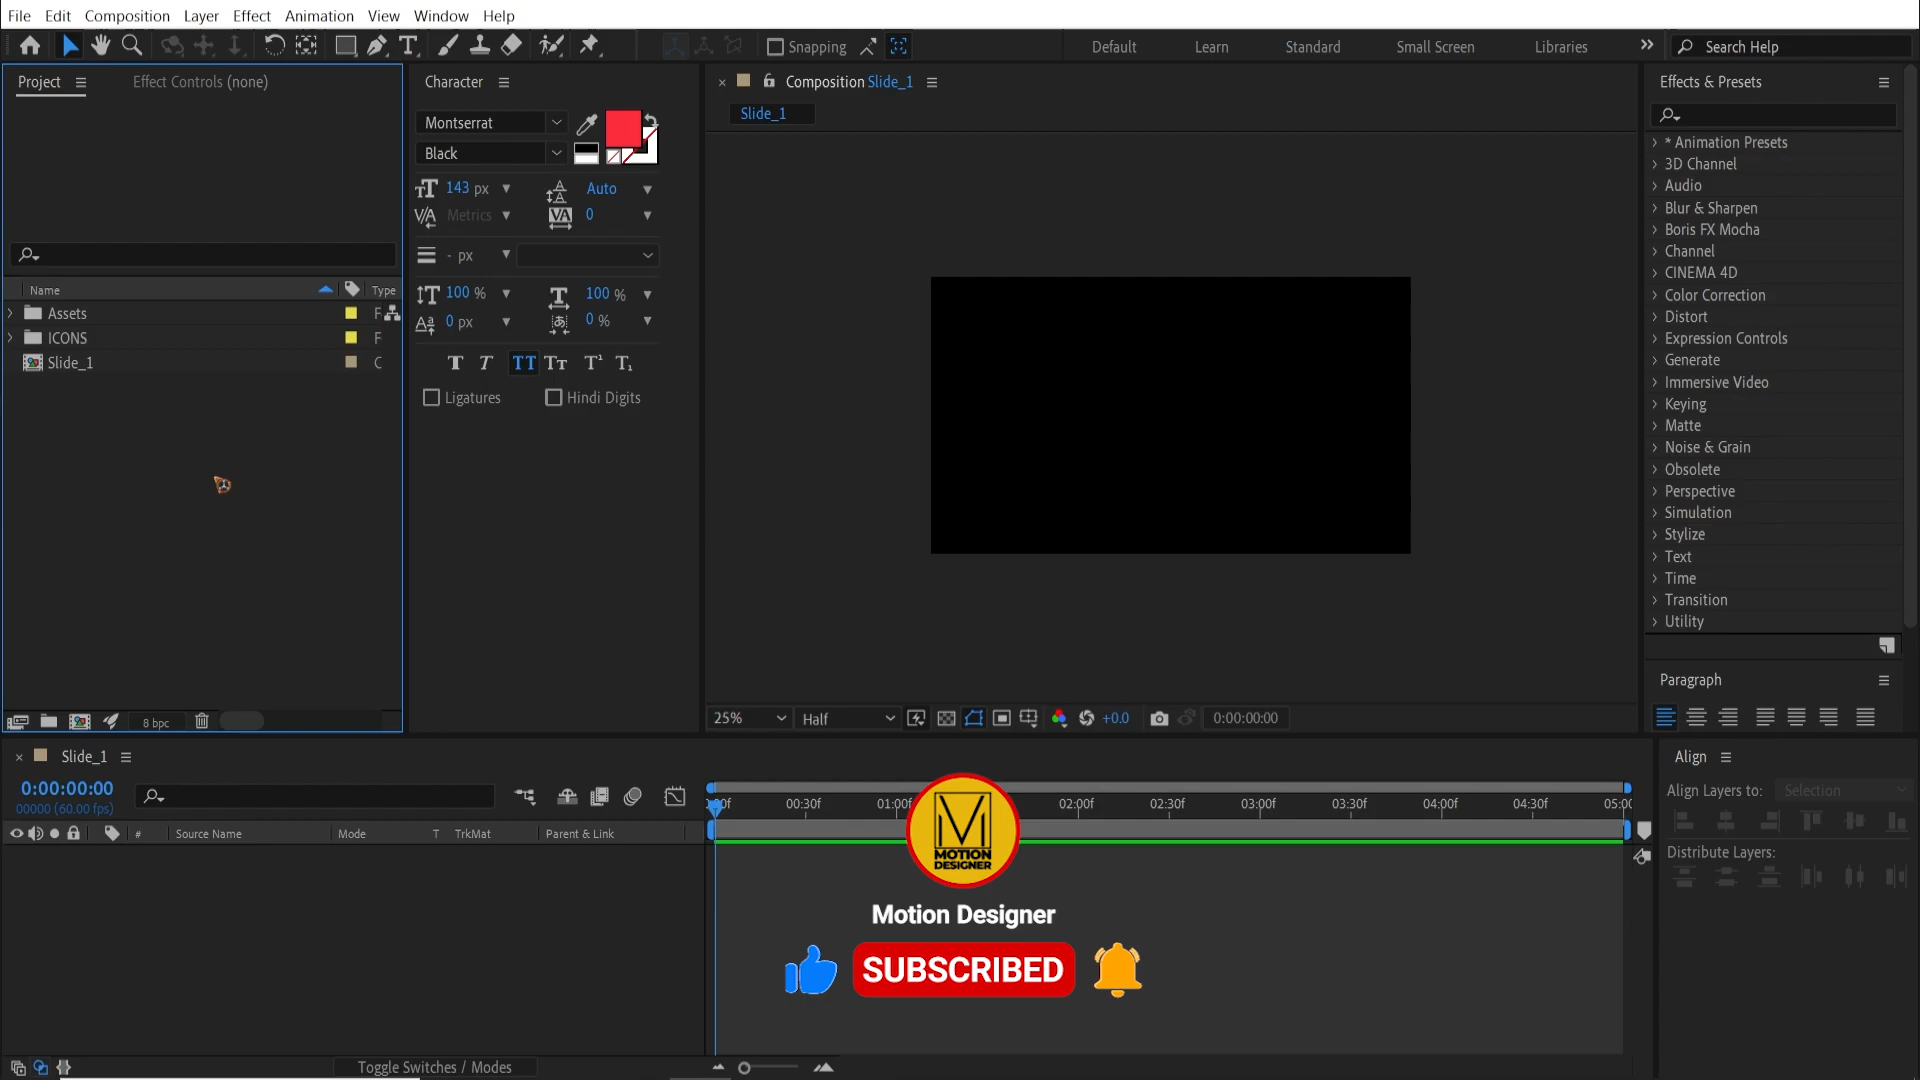 File Edit Composition Layer Effect Animation View Window Help
Snapping Default Learn Standard Small Screen Libraries Search Help
Project Effect Controls (none)
Name Type
Assets F
ICONS F
Slide_1 C
8 bpc
Character
Montserrat
Black
143 px Auto
Metrics 0
- px
100 % 100 %
0 px 0 %
Ligatures Hindi Digits
Composition Slide_1
Slide_1
25% Half +0.0 0:00:00:00
Effects & Presets
* Animation Presets
3D Channel
Audio
Blur & Sharpen
Boris FX Mocha
Channel
CINEMA 4D
Color Correction
Distort
Expression Controls
Generate
Immersive Video
Keying
Matte
Noise & Grain
Obsolete
Perspective
Simulation
Stylize
Text
Time
Transition
Utility
Paragraph
Slide_1
0:00:00:00
00000 (60.00 fps)
# Source Name Mode T TrkMat Parent & Link
:00f 00:30f 01:00f 02:00f 02:30f 03:00f 03:30f 04:00f 04:30f 05:00
MOTION
DESIGNER
Motion Designer
SUBSCRIBED
Toggle Switches / Modes
Align
Align Layers to: Selection
Distribute Layers: